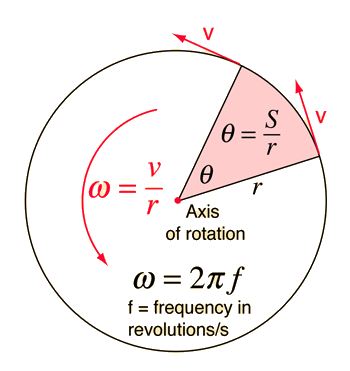 v
v
θ = S/r
θ
r
ω = v/r
Axis
of rotation
ω = 2πf
f = frequency in
revolutions/s